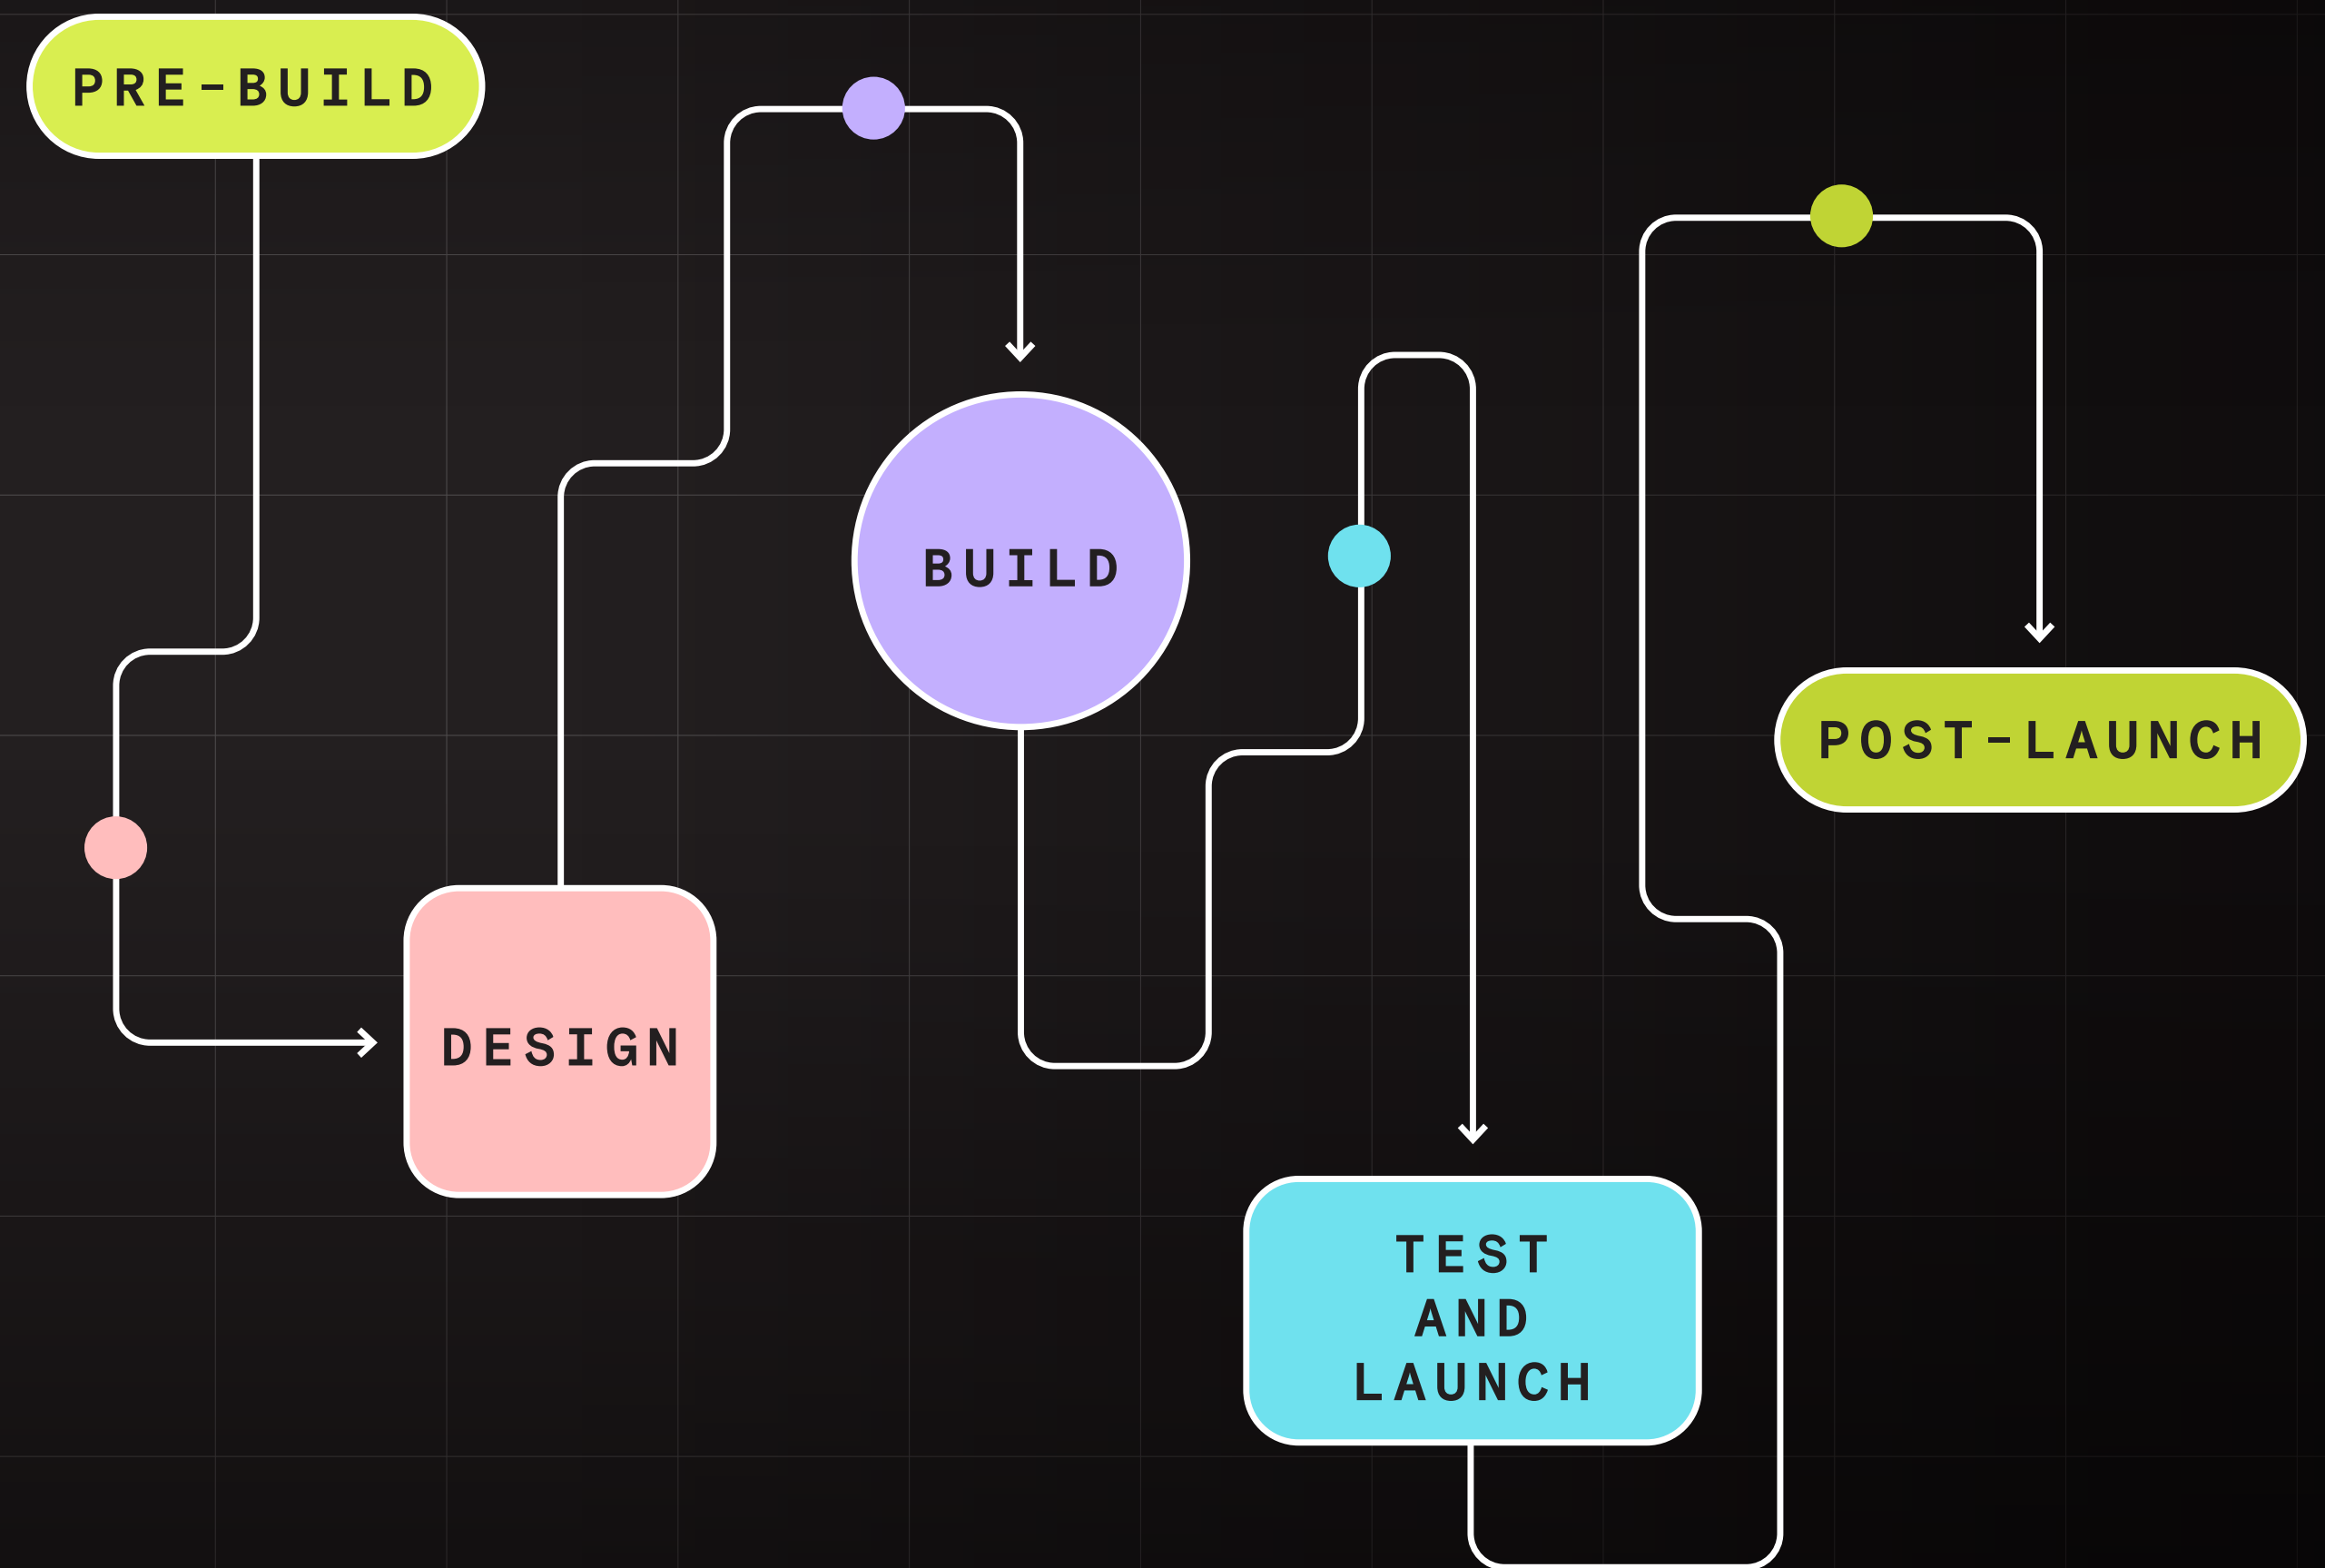 PRE-BUILD
DESIGN
BUILD
TEST
AND
LAUNCH
POST-LAUNCH